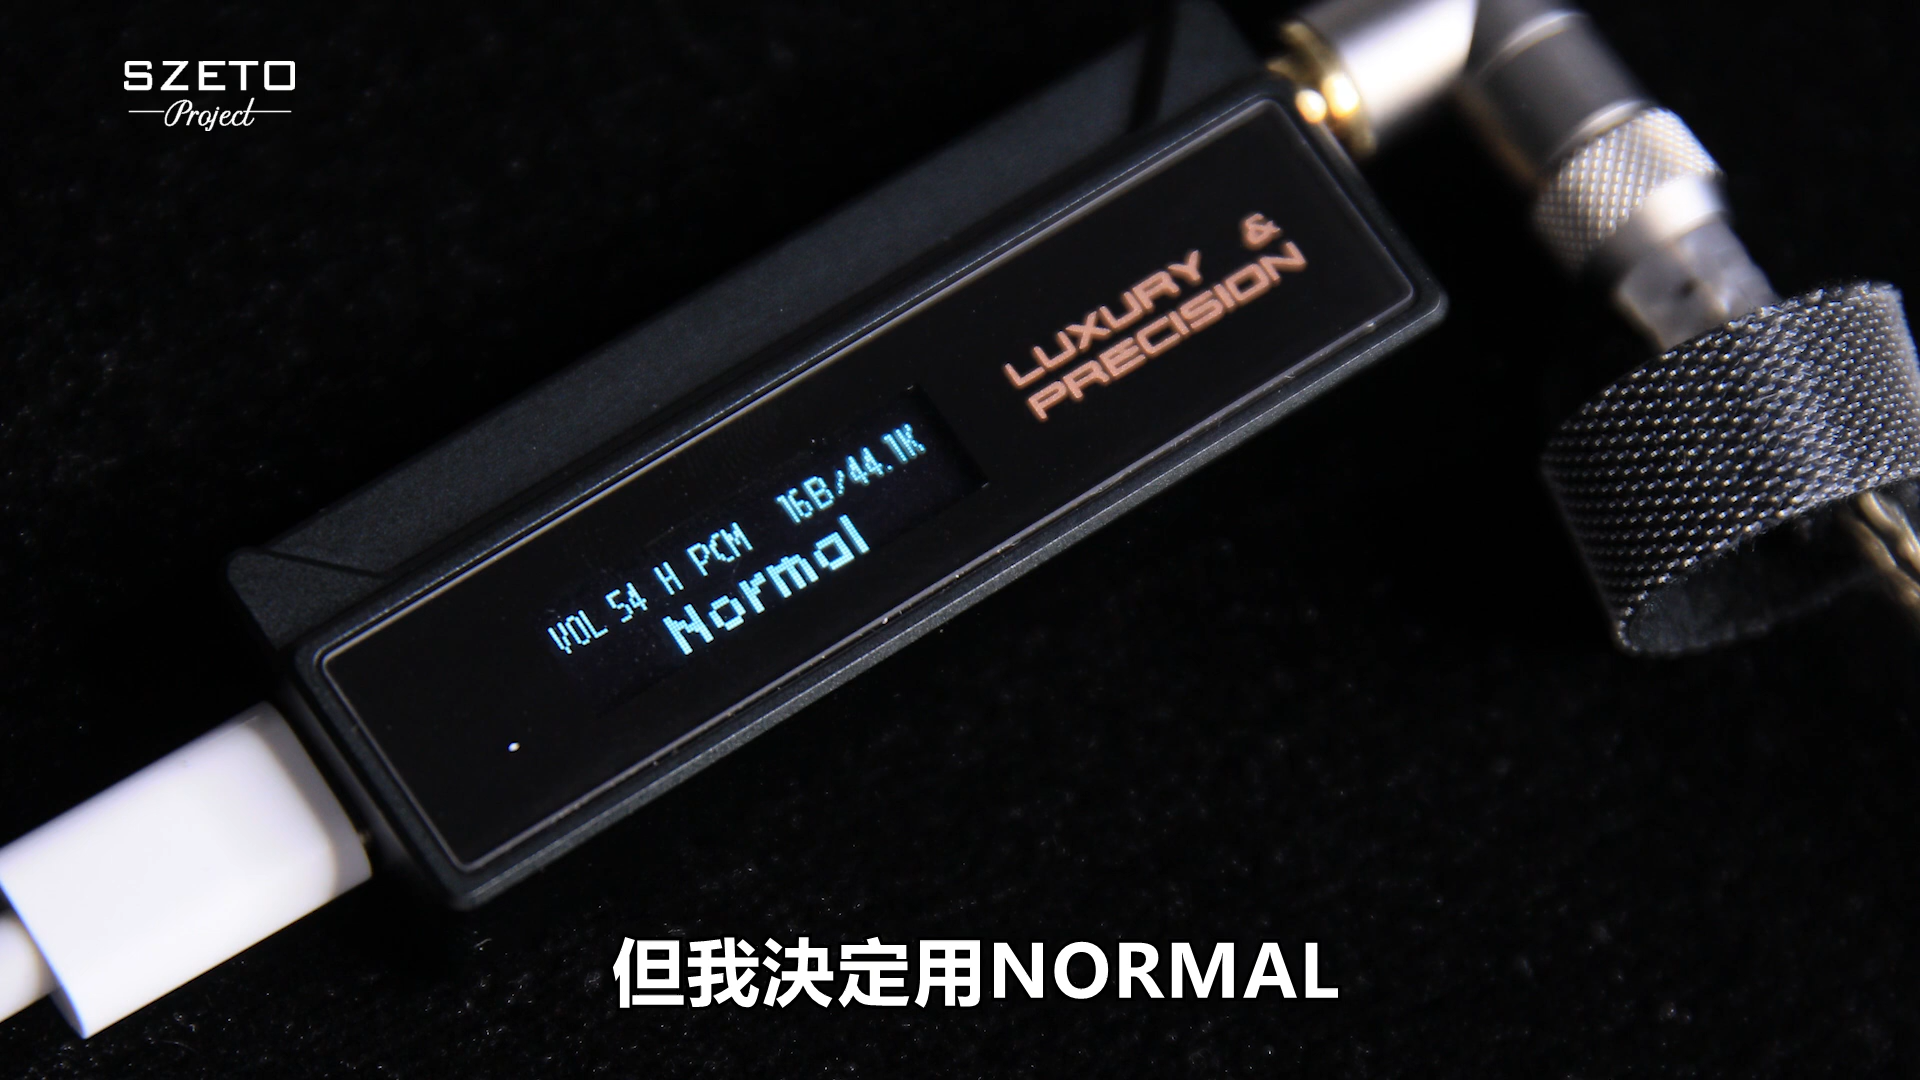 SZETO
Project
LUXURY &
PRECISION
VOL 54 H PCM 16B/44.1K
Normal
但我決定用NORMAL